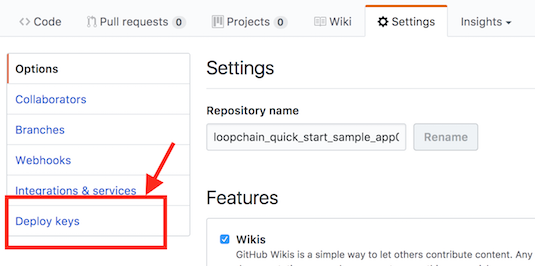 Code Pull requests 0 Projects 0 Wiki Settings Insights
Options
Collaborators
Branches
Webhooks
Integrations & services
Deploy keys
Settings
Repository name
loopchain_quick_start_sample_app Rename
Features
Wikis
GitHub Wikis is a simple way to let others contribute content. Any